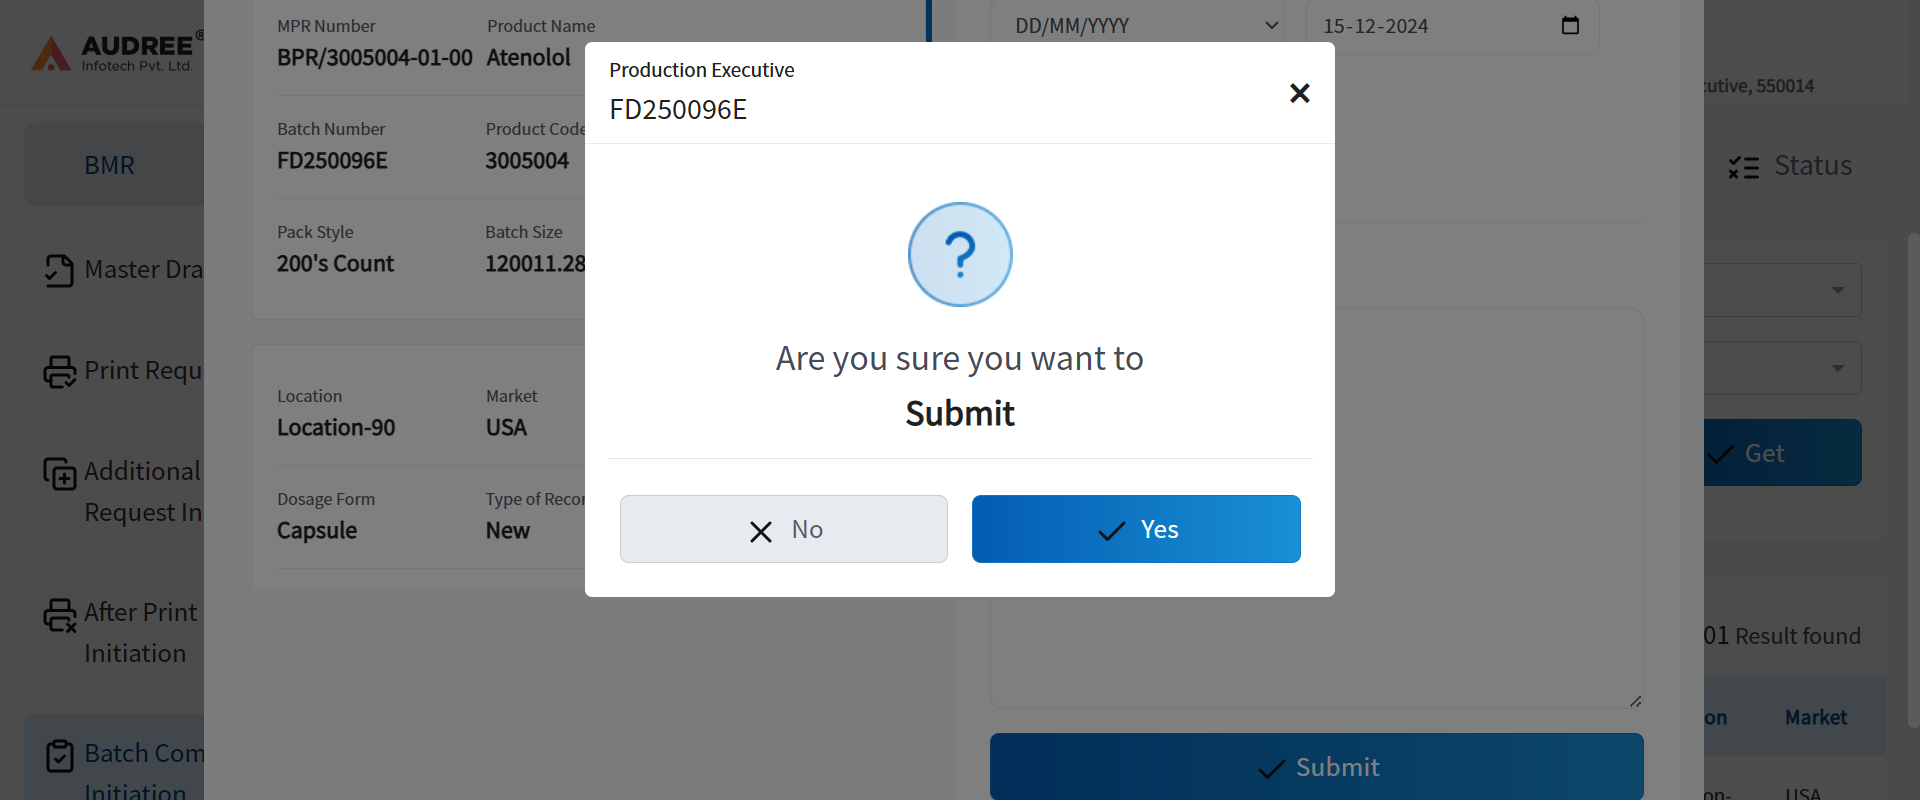 AUDREE®
Infotech Pvt. Ltd.
BMR
Master Dra
Print Requ
Additional
Request In
After Print
Initiation
Batch Com
Initiation
MPR Number
BPR/3005004-01-00
Product Name
Atenolol
Batch Number
FD250096E
Product Code
3005004
Pack Style
200's Count
Batch Size
120011.28
Location
Location-90
Market
USA
Dosage Form
Capsule
Type of Recor
New
Production Executive
FD250096E
Are you sure you want to
Submit
No
Yes
DD/MM/YYYY
15-12-2024
Submit
cutive, 550014
Status
Get
01 Result found
on
Market
on-
USA